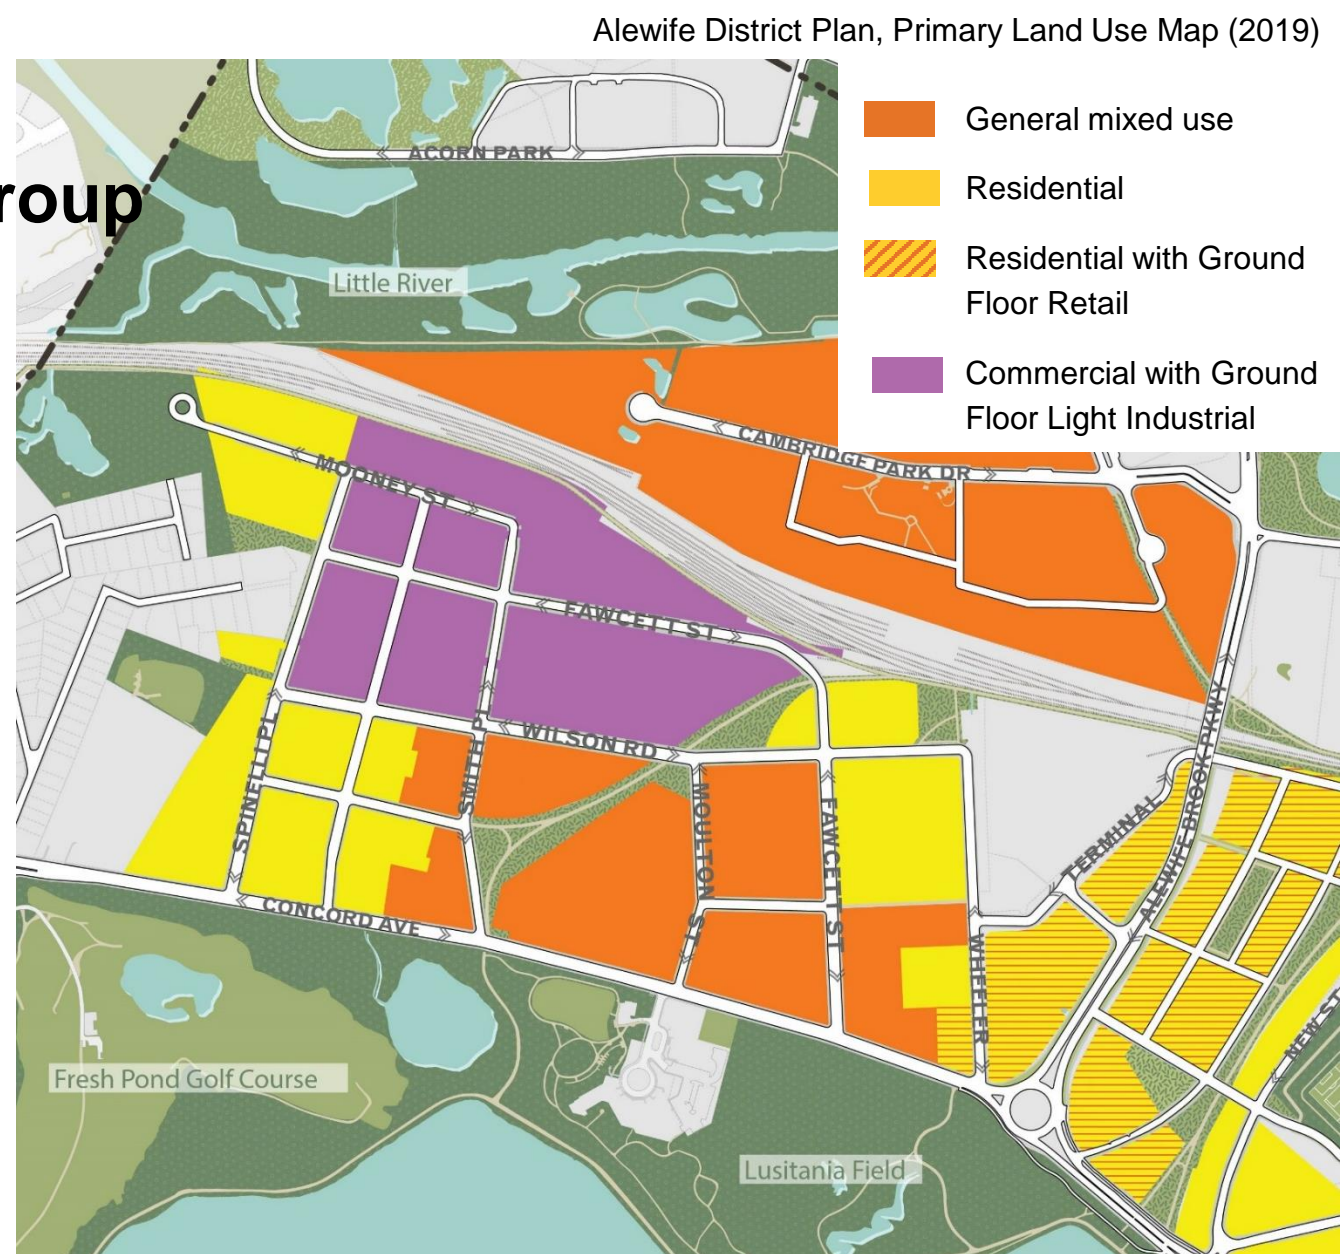 Alewife District Plan, Primary Land Use Map (2019)
General mixed use
Residential
Residential with Ground
Floor Retail
Commercial with Ground
Floor Light Industrial
roup
ACORN PARK
Little River
CAMBRIDGE PARK DR
MOONEY ST
FAWCETT ST
WILSON RD
SPINELLI PL
SMITH PL
MOULTON ST
FAWCETT ST
TERMINAL
ALEWIFE BROOK PKWY
WHEELER
CONCORD AVE
NEW ST
Fresh Pond Golf Course
Lusitania Field